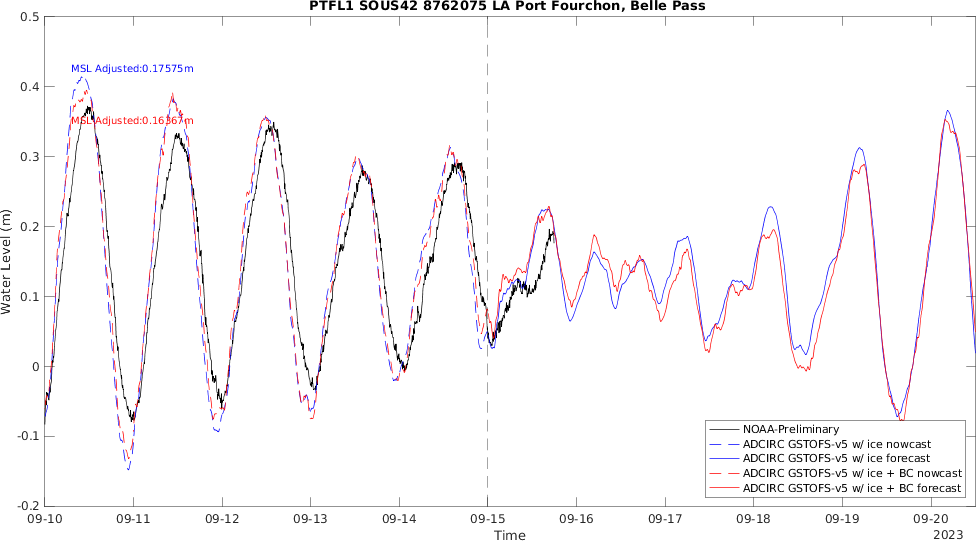 PTFL1 SOUS42 8762075 LA Port Fourchon, Belle Pass
0.5
MSL Adjusted:0.17575m
0.4
MSL Adjusted:0.16367m
0.3
0.2
0.1
0
-0.1
-0.2
Water Level (m)
NOAA-Preliminary
ADCIRC GSTOFS-v5 w/ ice nowcast
ADCIRC GSTOFS-v5 w/ ice forecast
ADCIRC GSTOFS-v5 w/ ice + BC nowcast
ADCIRC GSTOFS-v5 w/ ice + BC forecast
09-10 09-11 09-12 09-13 09-14 09-15 09-16 09-17 09-18 09-19 09-20
Time
2023